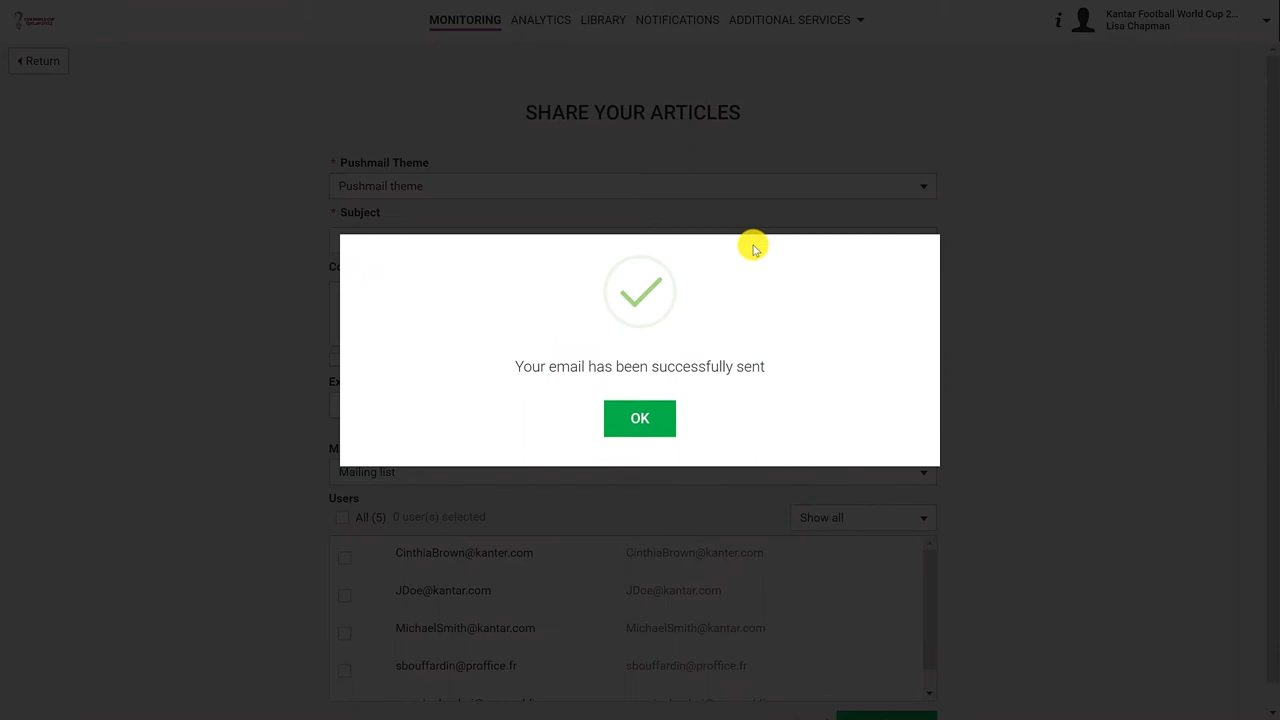 MONITORING ANALYTICS LIBRARY NOTIFICATIONS ADDITIONAL SERVICES
i
Kantar Football World Cup 2...
Lisa Chapman
Return
SHARE YOUR ARTICLES
* Pushmail Theme
Pushmail theme
* Subject
Co
Your email has been successfully sent
OK
Ex
M
Mailing list
Users
All (5) 0 user(s) selected
Show all
CinthiaBrown@kanter.com CinthiaBrown@kanter.com
JDoe@kantar.com JDoe@kantar.com
MichaelSmith@kantar.com MichaelSmith@kantar.com
sbouffardin@proffice.fr sbouffardin@proffice.fr